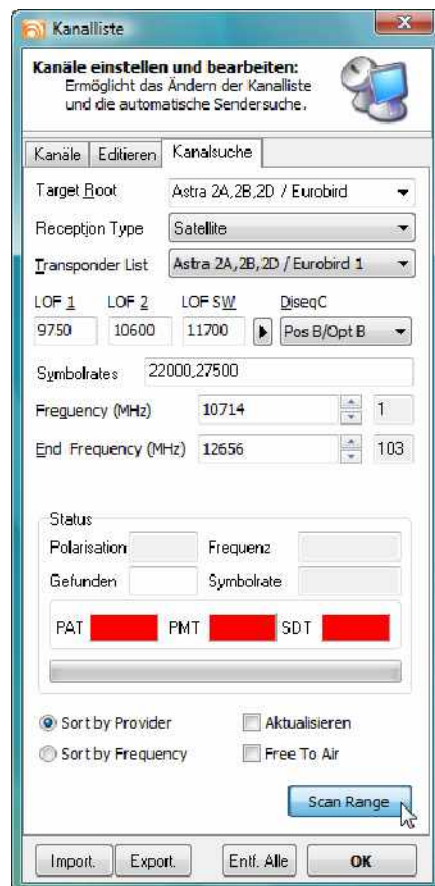 Kanalliste
Kanäle einstellen und bearbeiten:
Ermöglicht das Ändern der Kanalliste
und die automatische Sendersuche.
Kanäle Editieren Kanalsuche
Target Root Astra 2A,2B,2D / Eurobird
Reception Type Satellite
Transponder List Astra 2A,2B,2D / Eurobird 1
LOF 1 LOF 2 LOF SW DiseqC
9750 10600 11700 Pos B/Opt B
Symbolrates 22000,27500
Frequency (MHz) 10714 1
End Frequency (MHz) 12656 103
Status
Polarisation Frequenz
Gefunden Symbolrate
PAT PMT SDT
Sort by Provider Aktualisieren
Sort by Frequency Free To Air
Scan Range
Import. Export. Entf. Alle OK